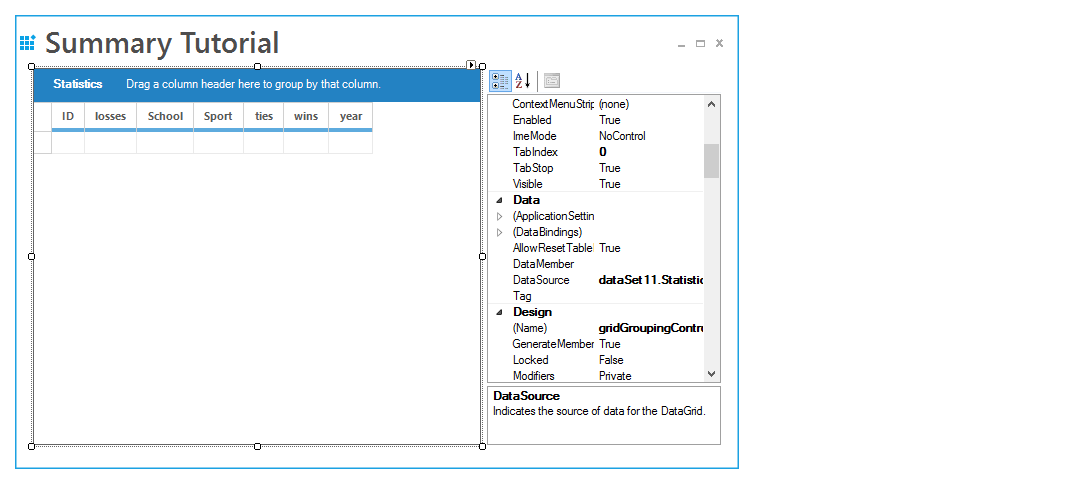 Summary Tutorial
Statistics Drag a column header here to group by that column.
ID losses School Sport ties wins year
ContextMenuStrip (none)
Enabled True
ImeMode NoControl
TabIndex 0
TabStop True
Visible True
Data
(ApplicationSettin
(DataBindings)
AllowResetTable True
DataMember
DataSource dataSet11.Statistic
Tag
Design
(Name) gridGroupingContr
GenerateMember True
Locked False
Modifiers Private
DataSource
Indicates the source of data for the DataGrid.